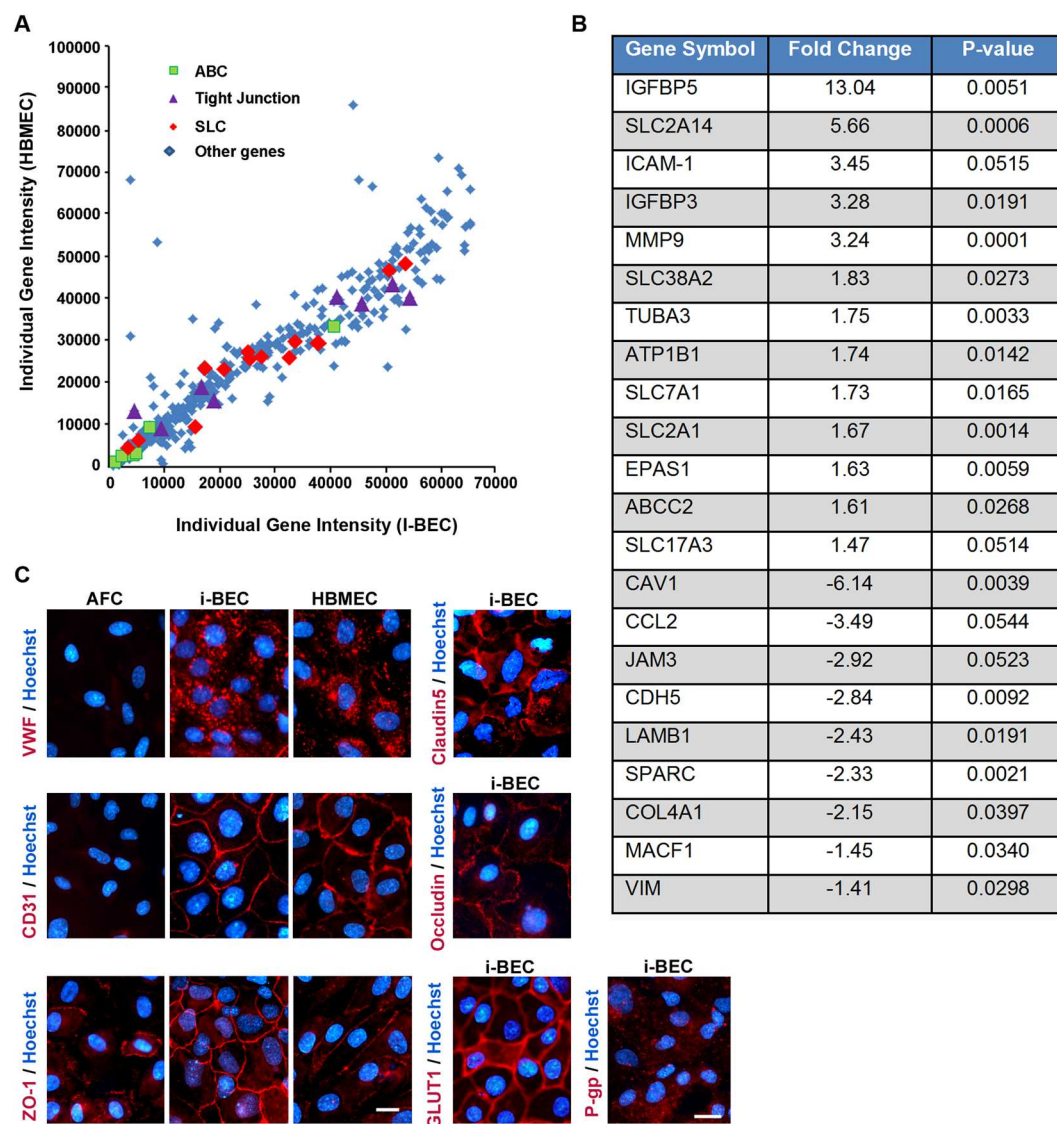 A
Individual Gene Intensity (HBMEC)
100000
90000
80000
70000
60000
50000
40000
30000
20000
10000
0
ABC
Tight Junction
SLC
Other genes
0 10000 20000 30000 40000 50000 60000 70000
Individual Gene Intensity (I-BEC)
B
Gene Symbol Fold Change P-value
IGFBP5 13.04 0.0051
SLC2A14 5.66 0.0006
ICAM-1 3.45 0.0515
IGFBP3 3.28 0.0191
MMP9 3.24 0.0001
SLC38A2 1.83 0.0273
TUBA3 1.75 0.0033
ATP1B1 1.74 0.0142
SLC7A1 1.73 0.0165
SLC2A1 1.67 0.0014
EPAS1 1.63 0.0059
ABCC2 1.61 0.0268
SLC17A3 1.47 0.0514
CAV1 -6.14 0.0039
CCL2 -3.49 0.0544
JAM3 -2.92 0.0523
CDH5 -2.84 0.0092
LAMB1 -2.43 0.0191
SPARC -2.33 0.0021
COL4A1 -2.15 0.0397
MACF1 -1.45 0.0340
VIM -1.41 0.0298
C
AFC i-BEC HBMEC i-BEC
VWF / Hoechst
Claudin5 / Hoechst
i-BEC
CD31 / Hoechst
Occludin / Hoechst
i-BEC i-BEC
ZO-1 / Hoechst
GLUT1 / Hoechst
P-gp / Hoechst